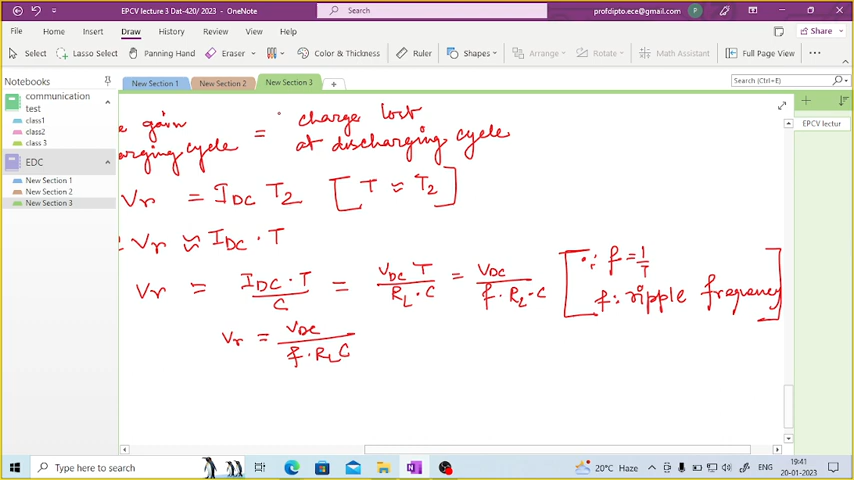 EPCV lecture 3 Dat-420/ 2023 - OneNote
Search
profdipto.ece@gmail.com
P
File Home Insert Draw History Review View Help
Share
Select Lasso Select Panning Hand Eraser Color & Thickness Ruler Shapes Arrange Rotate Math Assistant Full Page View
Notebooks
New Section 1 New Section 2 New Section 3 +
Search (Ctrl+E)
communication
test
class1
class2
class 3
EDC
New Section 1
New Section 2
New Section 3
EPCV lectur
e gain
arging cycle = charge lost
at discharging cycle
Vr = IDC T2 [T ≈ T2]
Vr ≈ IDC · T
Vr = IDC · T / C = VDC T / RL · C = VDC / f · RL · C [∵ f = 1/T
f: ripple frequency]
Vr = VDC / f · RL C
Type here to search
20°C Haze
ENG
19:41
20-01-2023